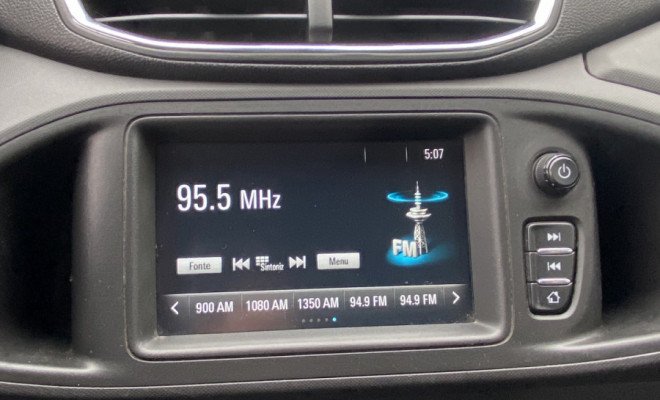 5:07
95.5 MHz
FM
Fonte Sintoniz Menu
900 AM 1080 AM 1350 AM 94.9 FM 94.9 FM